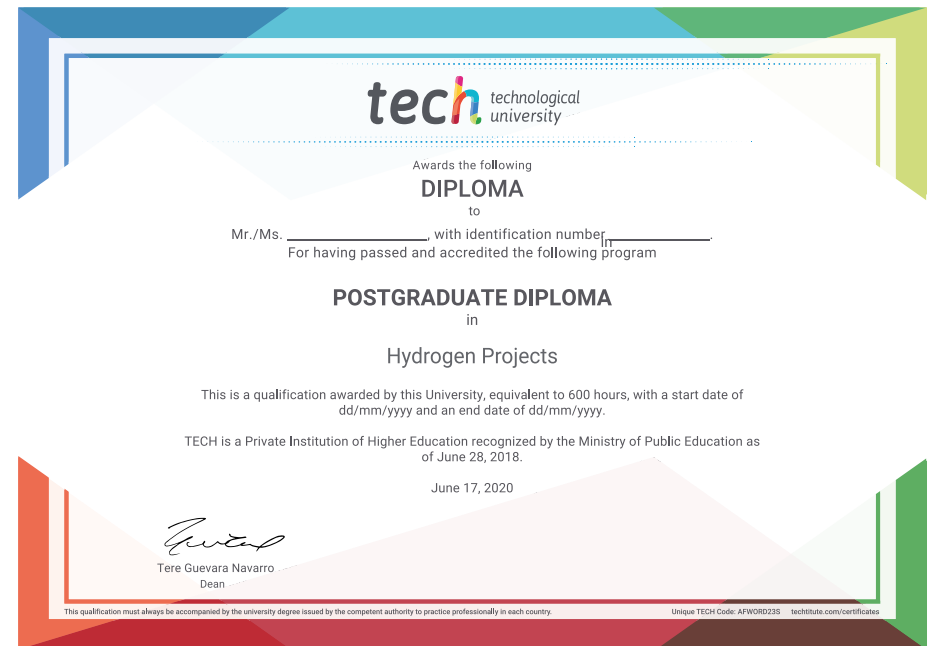 tech technological
university
Awards the following
DIPLOMA
to
Mr./Ms. ____________________, with identification number______________.
in
For having passed and accredited the following program
POSTGRADUATE DIPLOMA
in
Hydrogen Projects
This is a qualification awarded by this University, equivalent to 600 hours, with a start date of
dd/mm/yyyy and an end date of dd/mm/yyyy.
TECH is a Private Institution of Higher Education recognized by the Ministry of Public Education as
of June 28, 2018.
June 17, 2020
Tere Guevara Navarro
Dean
This qualification must always be accompanied by the university degree issued by the competent authority to practice professionally in each country.
Unique TECH Code: AFWORD23S techtitute.com/certificates